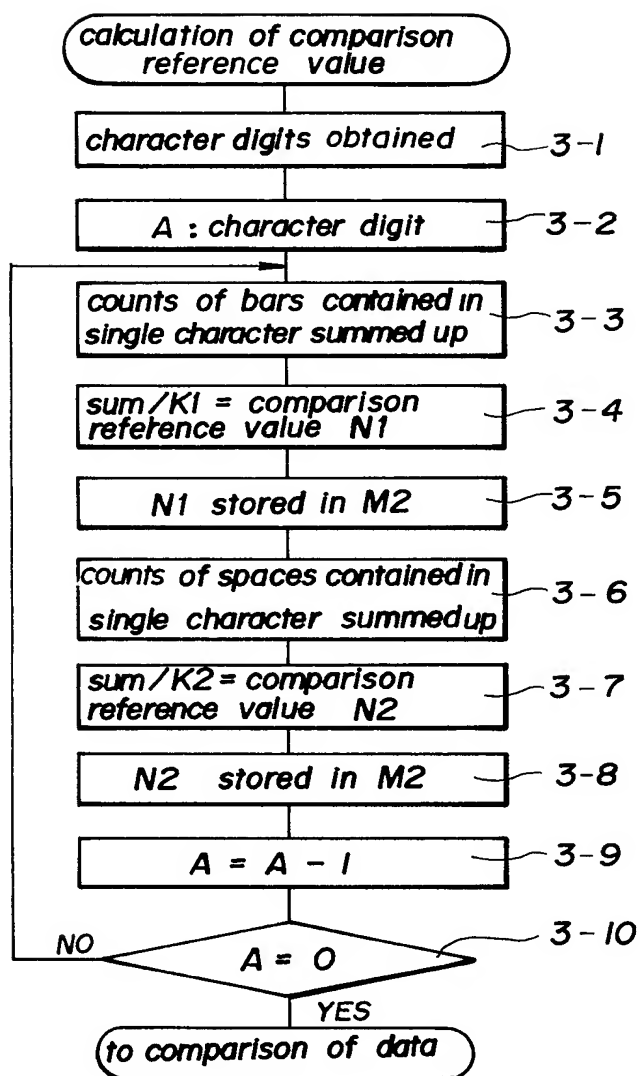 calculation of comparison
reference value
character digits obtained
3-1
A : character digit
3-2
counts of bars contained in
single character summed up
3-3
sum/K1 = comparison
reference value N1
3-4
N1 stored in M2
3-5
counts of spaces contained in
single character summed up
3-6
sum/K2 = comparison
reference value N2
3-7
N2 stored in M2
3-8
A = A - 1
3-9
NO
A = 0
3-10
YES
to comparison of data